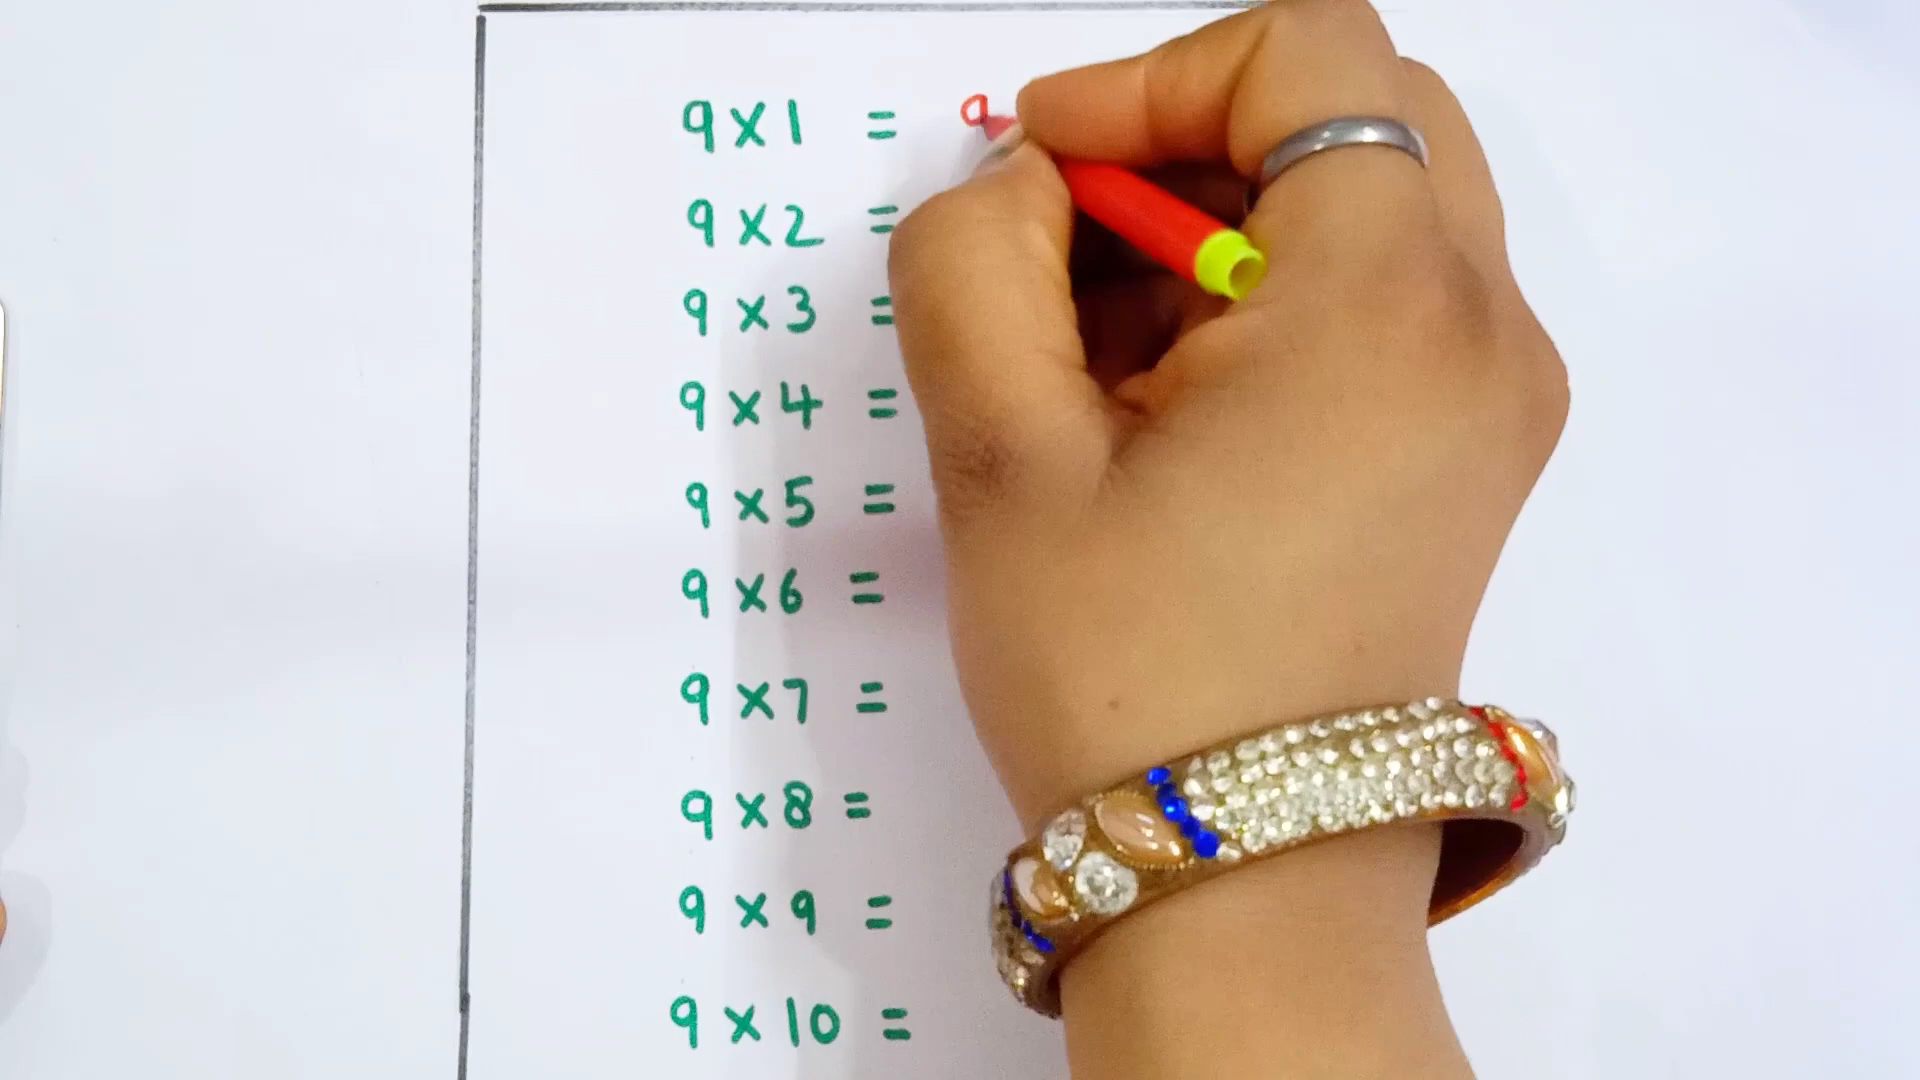 9 x 1 = 9
9 x 2 =
9 x 3 =
9 x 4 =
9 x 5 =
9 x 6 =
9 x 7 =
9 x 8 =
9 x 9 =
9 x 10 =